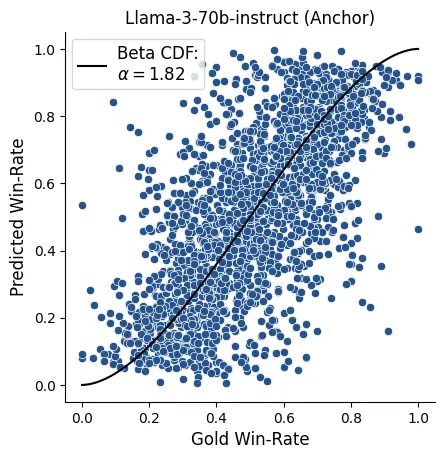 Llama-3-70b-instruct (Anchor)
Beta CDF:
α = 1.82
Predicted Win-Rate
1.0
0.8
0.6
0.4
0.2
0.0
0.0 0.2 0.4 0.6 0.8 1.0
Gold Win-Rate